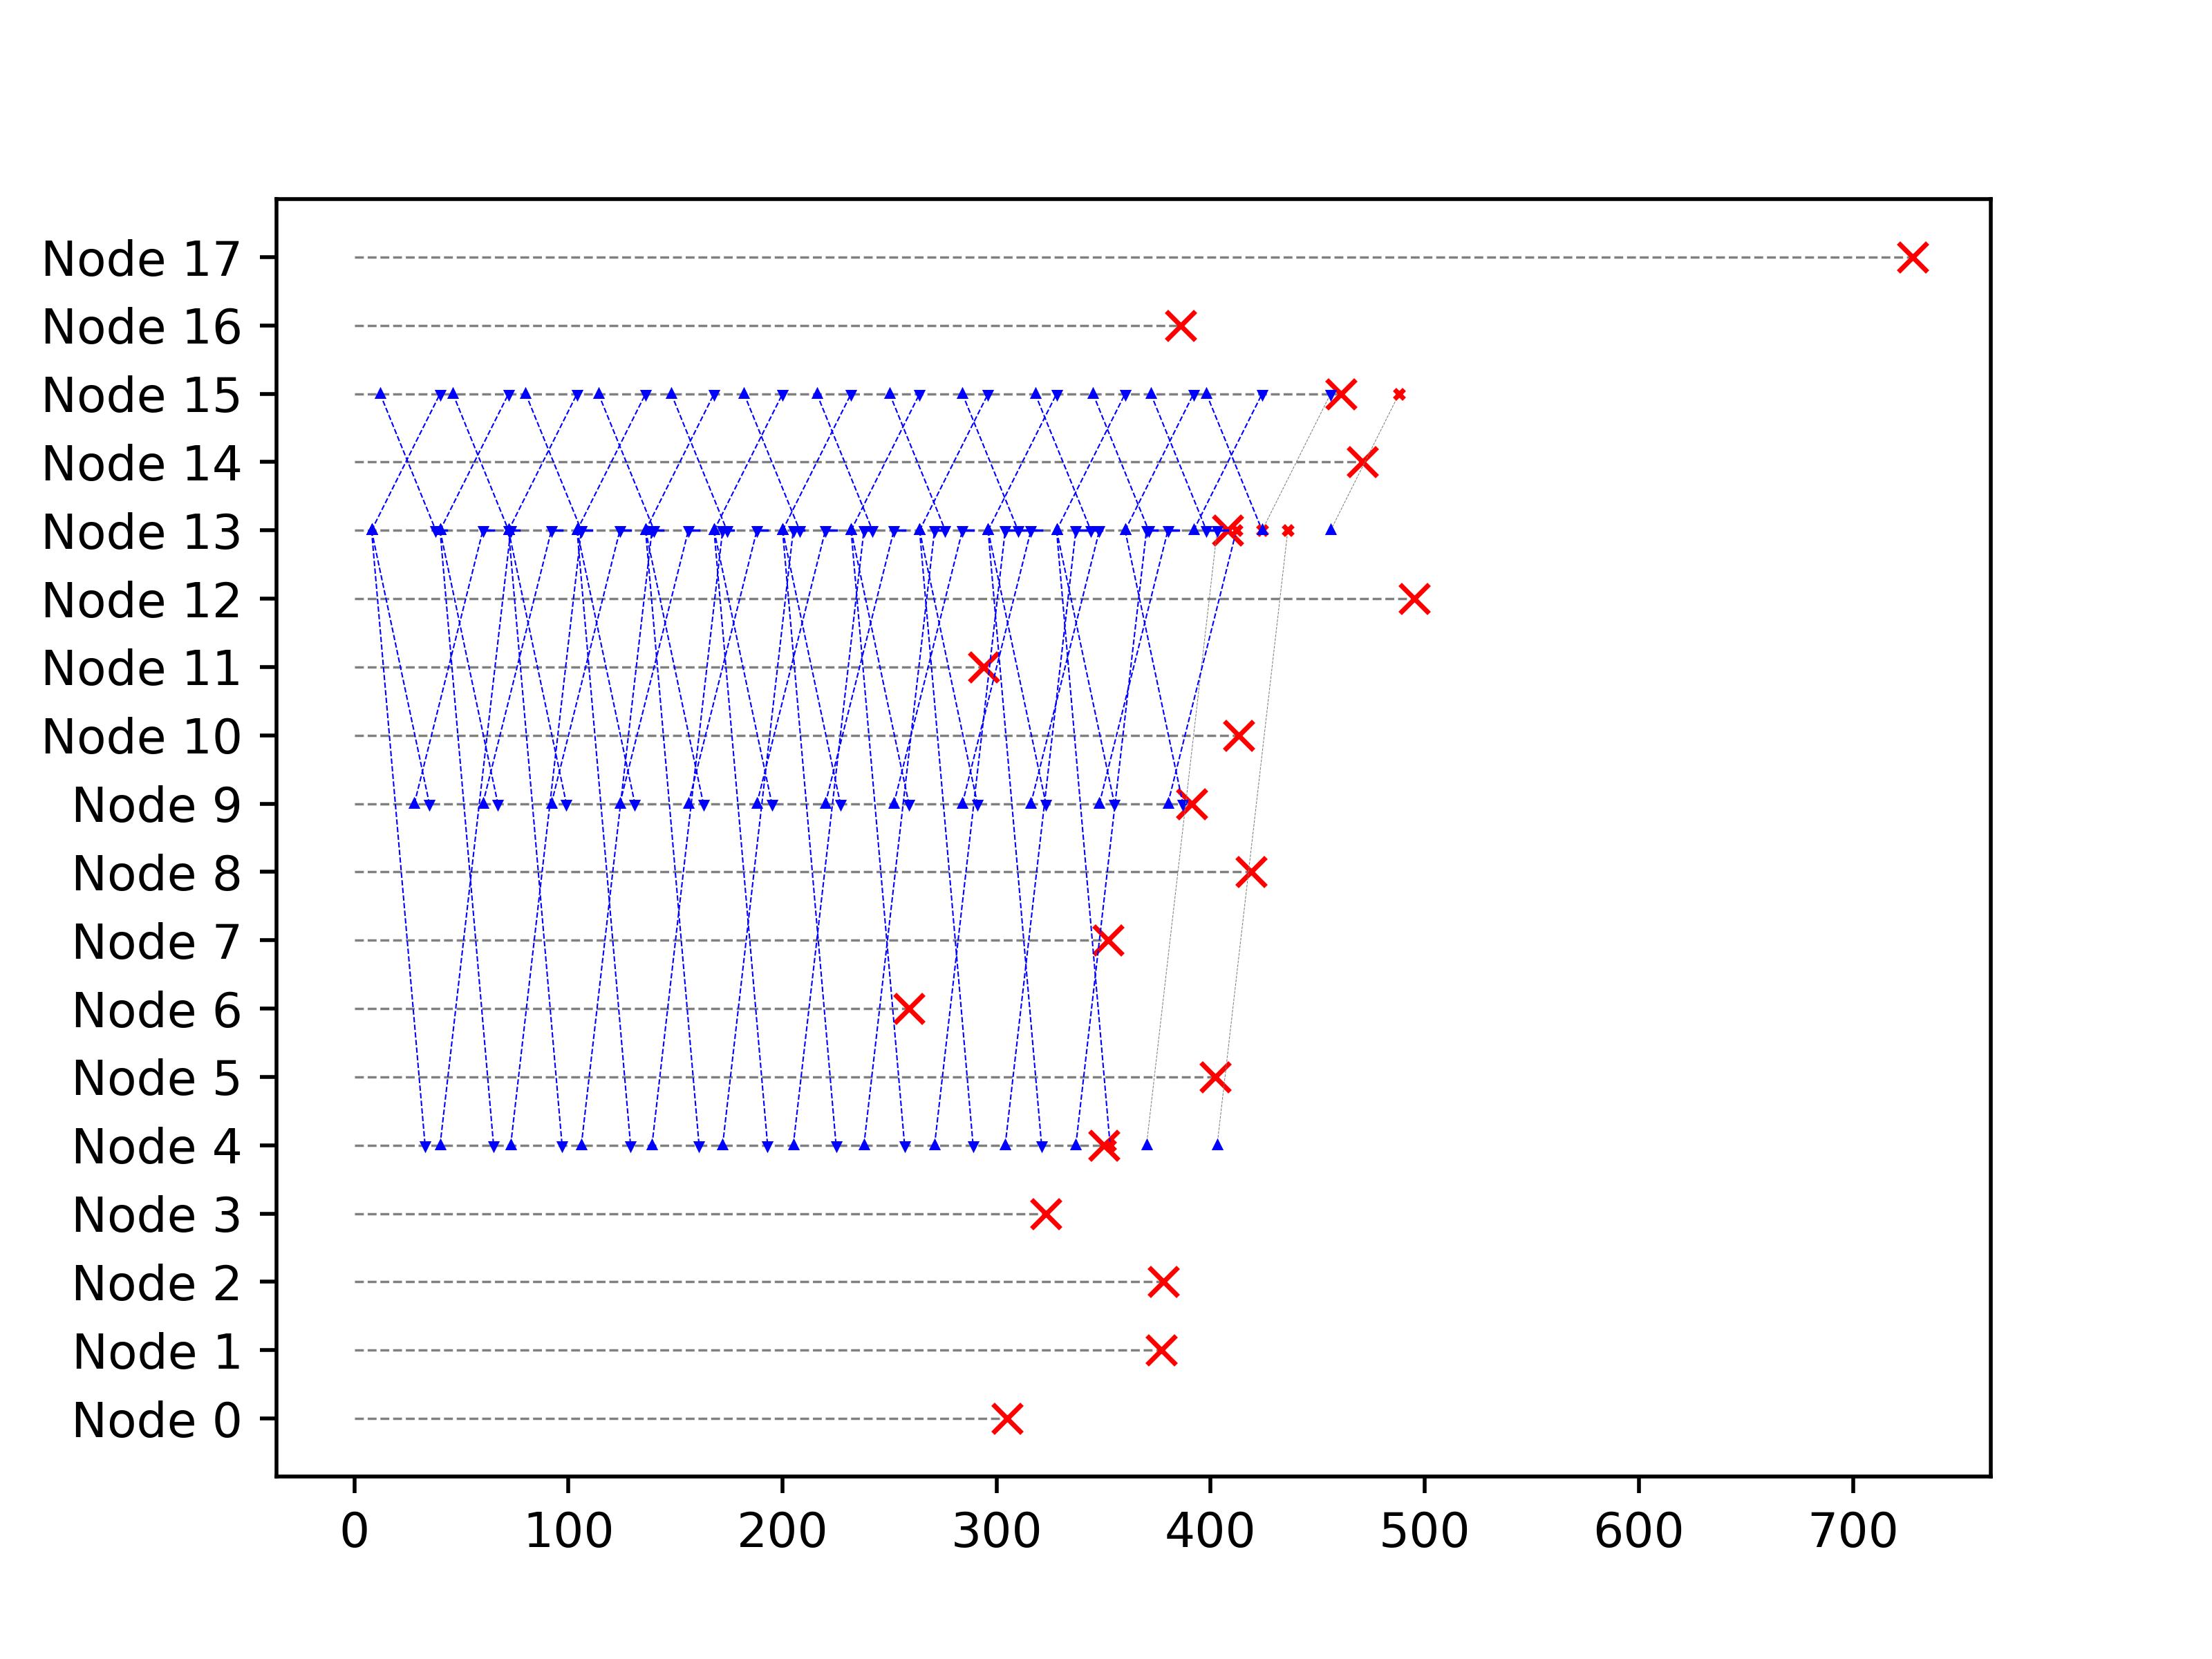 Node 17
Node 16
Node 15
Node 14
Node 13
Node 12
Node 11
Node 10
Node 9
Node 8
Node 7
Node 6
Node 5
Node 4
Node 3
Node 2
Node 1
Node 0
0 100 200 300 400 500 600 700